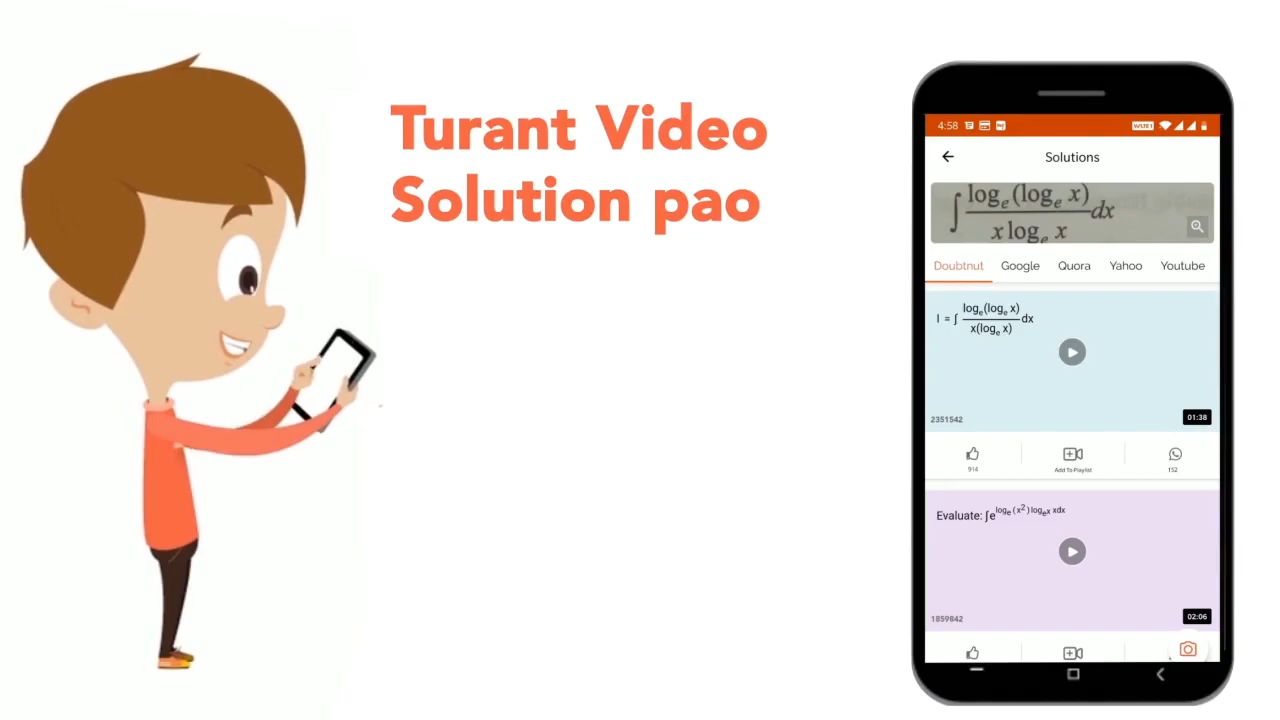 Turant Video
Solution pao
4:58
VoLTE1
Solutions
∫ logₑ(logₑ x) / x logₑ x dx
Doubtnut Google Quora Yahoo Youtube
I = ∫ logₑ(logₑ x) / x(logₑ x) dx
2351542 01:38
914 Add To Playlist 152
Evaluate: ∫e^logₑ(x²)logₑx xdx
1859842 02:06